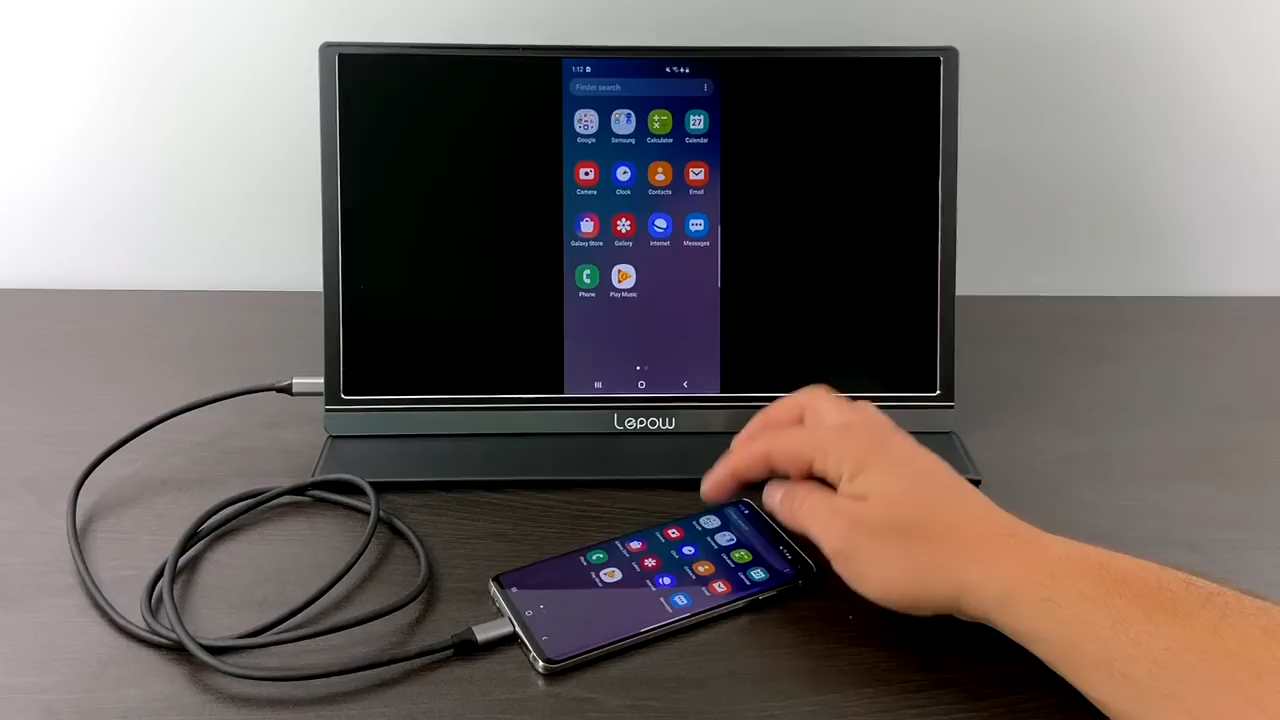 1:12
Finder search
Google Samsung Calculator Calendar
27
Camera Clock Contacts Email
Galaxy Store Gallery Internet Messages
Phone Play Music
Lepow